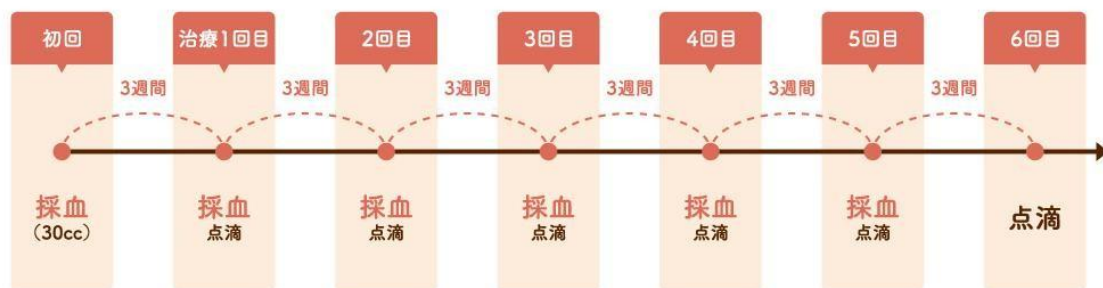 初回
治療1回目
2回目
3回目
4回目
5回目
6回目
3週間
3週間
3週間
3週間
3週間
3週間
採血
(30cc)
採血
点滴
採血
点滴
採血
点滴
採血
点滴
採血
点滴
点滴